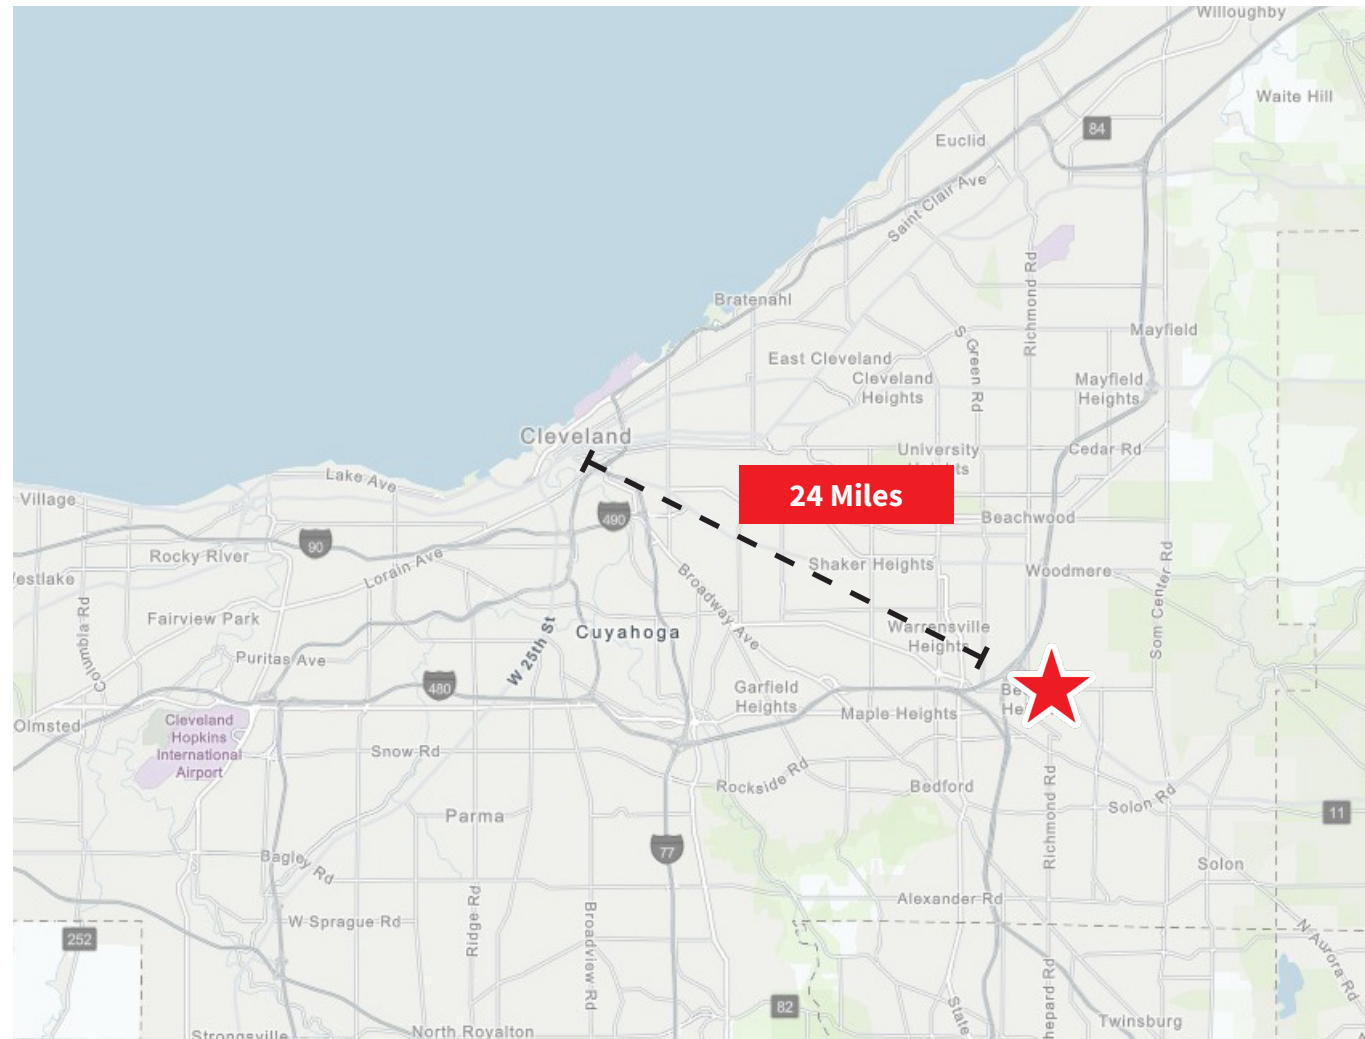 Willoughby
Waite Hill
84
Euclid
Saint Clair Ave
Richmond Rd
Bratenahl
Mayfield
S Green Rd
East Cleveland
Cleveland
Heights
Mayfield
Heights
Cleveland
University
Cedar Rd
Lake Ave
24 Miles
Village
490
Beachwood
90
Rocky River
Lorain Ave
Shaker Heights
Woodmere
Som Center Rd
Columbia Rd
Fairview Park
Broadway Ave
W 25th St
Cuyahoga
Warrensville
Heights
Puritas Ave
480
Garfield
Heights
Maple Heights
Olmsted
Cleveland
Hopkins
International
Airport
Snow Rd
Rockside Rd
Bedford
Richmond Rd
Solon Rd
11
Parma
77
Bagley Rd
Solon
Alexander Rd
W Sprague Rd
Ridge Rd
Broadview Rd
252
N Aurora Rd
82
State
Twinsburg
North Royalton
Strongsville